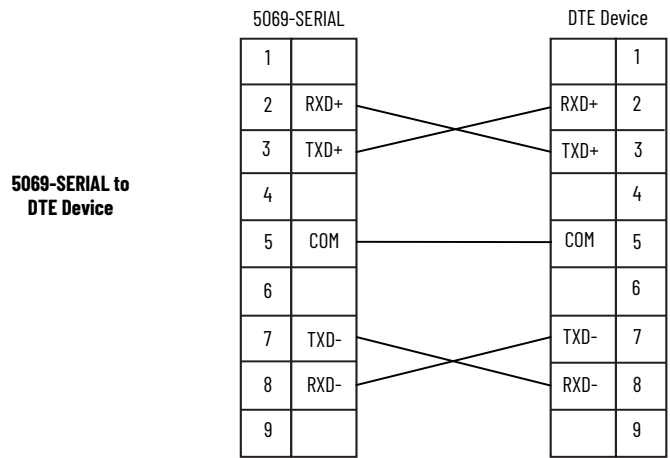 5069-SERIAL DTE Device
1 1
2 RXD+ RXD+ 2
3 TXD+ TXD+ 3
5069-SERIAL to
DTE Device
4 4
5 COM COM 5
6 6
7 TXD- TXD- 7
8 RXD- RXD- 8
9 9